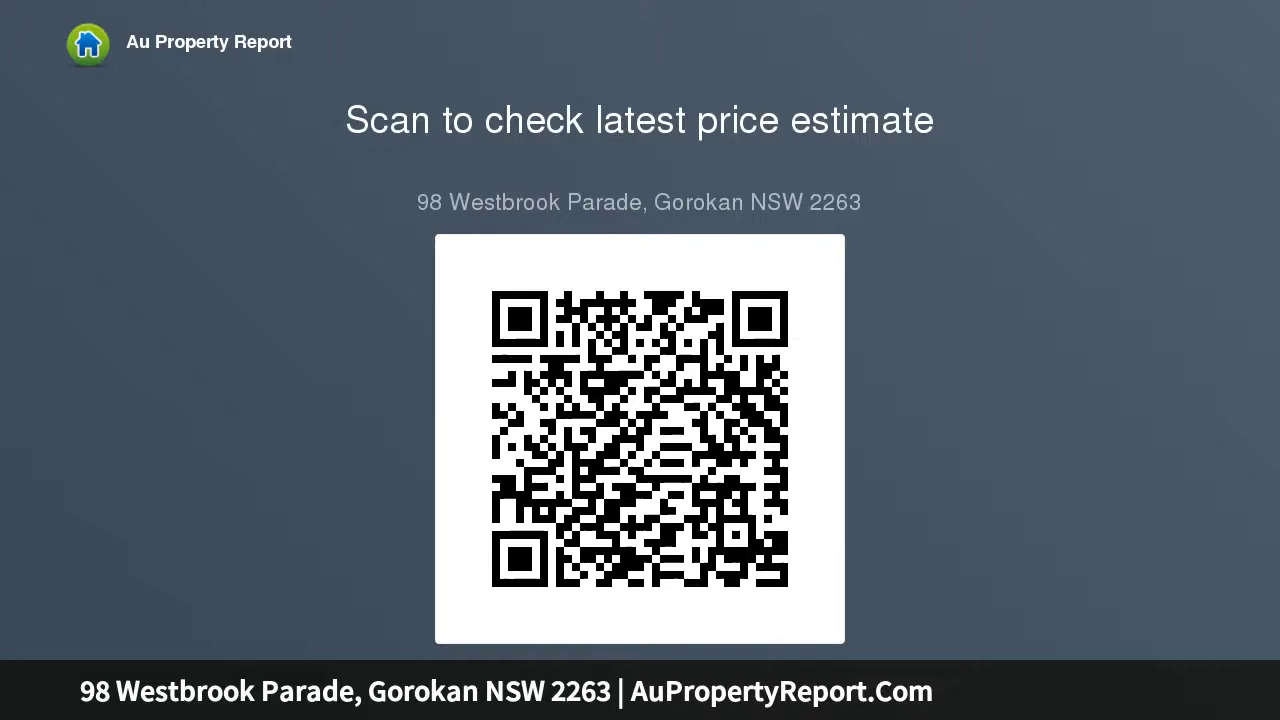 Au Property Report
Scan to check latest price estimate
98 Westbrook Parade, Gorokan NSW 2263
98 Westbrook Parade, Gorokan NSW 2263 | AuPropertyReport.Com